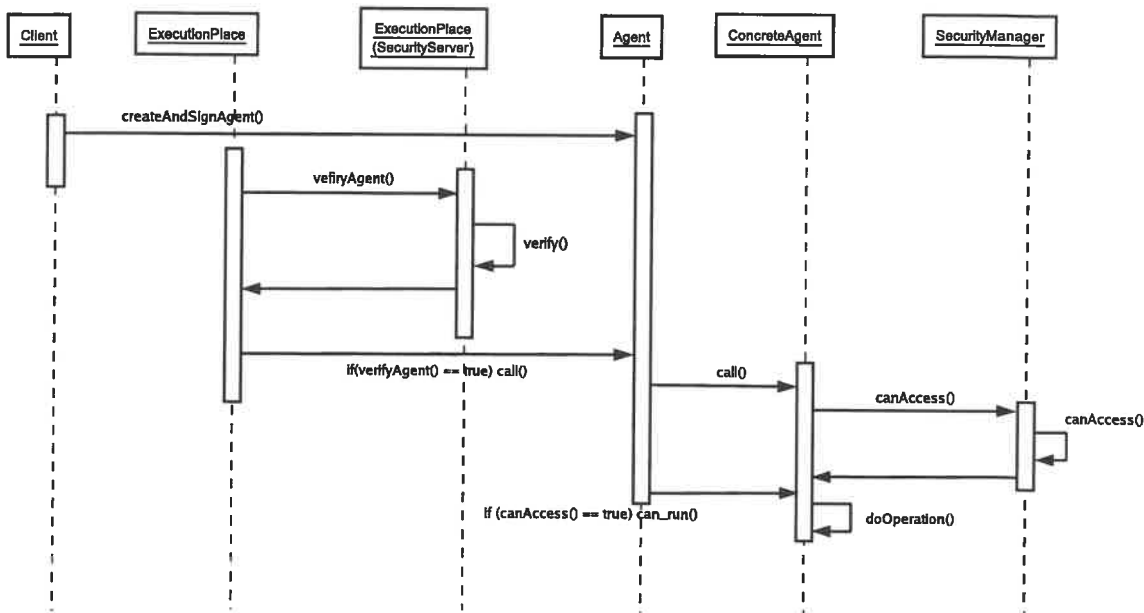 Client
ExecutionPlace
ExecutionPlace
(SecurityServer)
Agent
ConcreteAgent
SecurityManager
createAndSignAgent()
vefiryAgent()
verify()
if(verifyAgent() == true) call()
call()
canAccess()
canAccess()
if (canAccess() == true) can_run()
doOperation()